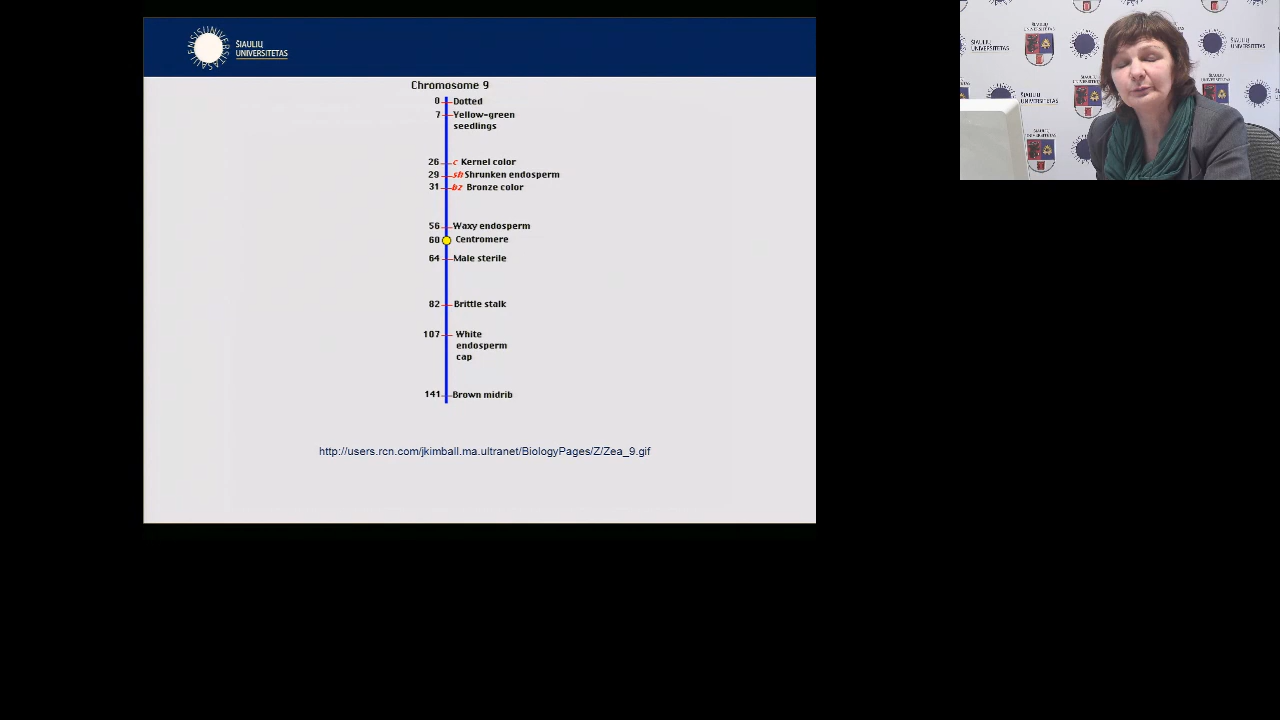 ŠIAULIŲ
UNIVERSITETAS
Chromosome 9
0 Dotted
7 Yellow-green
seedlings
26 c Kernel color
29 sh Shrunken endosperm
31 bz Bronze color
56 Waxy endosperm
60 Centromere
64 Male sterile
82 Brittle stalk
107 White
endosperm
cap
141 Brown midrib
http://users.rcn.com/jkimball.ma.ultranet/BiologyPages/Z/Zea_9.gif